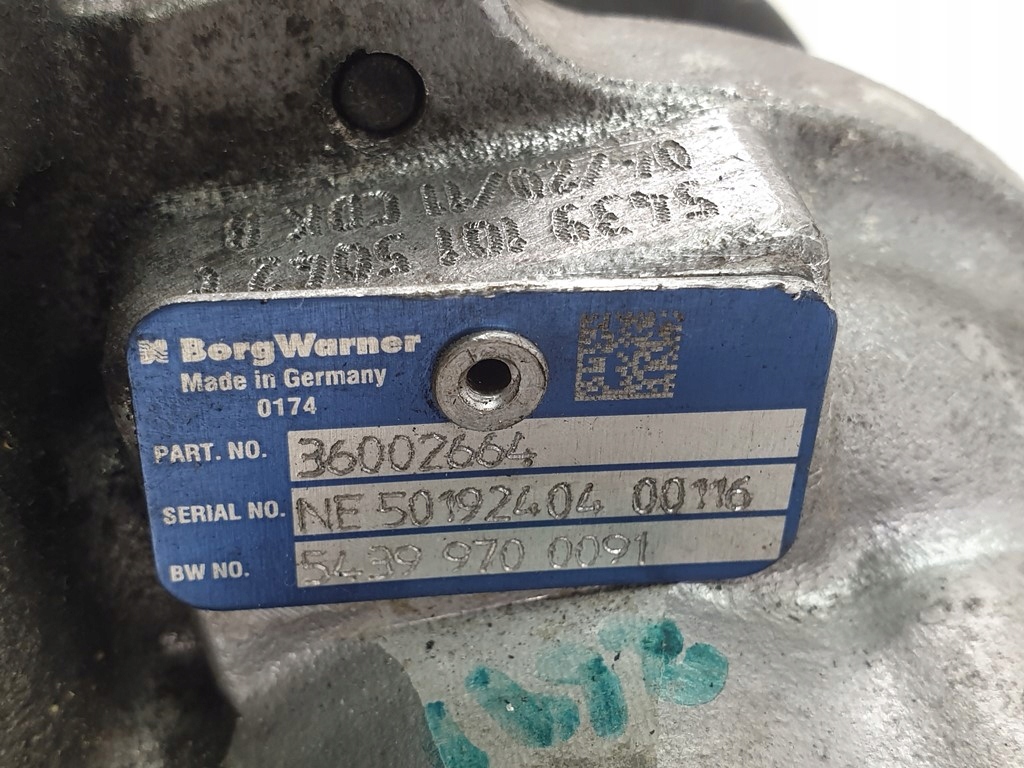 BorgWarner
Made in Germany
0174
PART. NO. 36002664
SERIAL NO. NE 50192404 00116
BW NO. 5439 970 0091